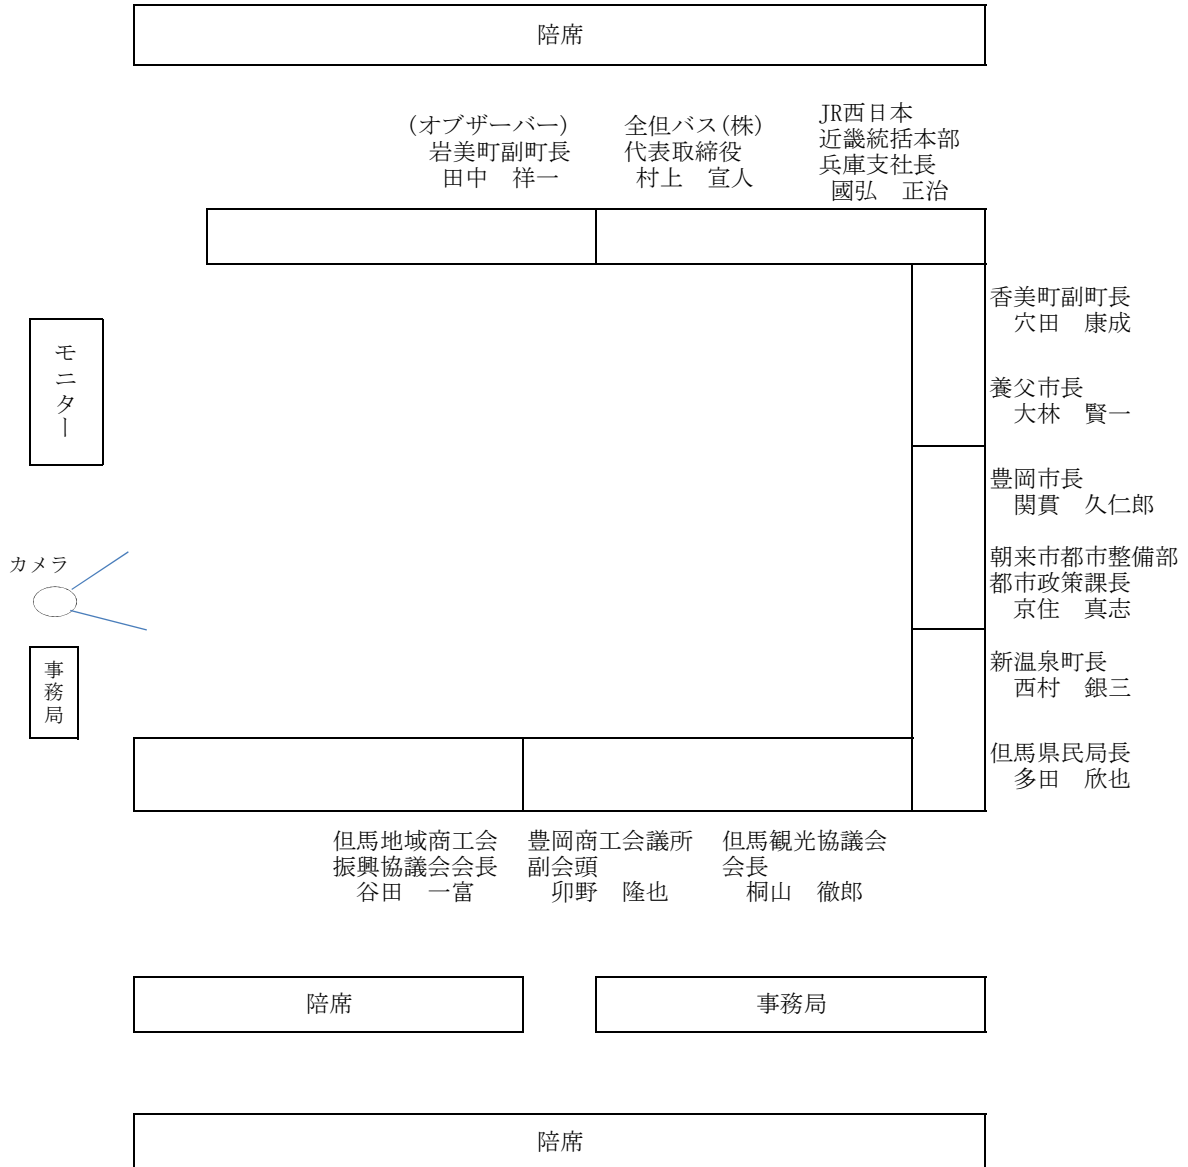 陪席
(オブザーバー)
岩美町副町長
田中　祥一
全但バス(株)
代表取締役
村上　宣人
JR西日本
近畿統括本部
兵庫支社長
國弘　正治
香美町副町長
穴田　康成
養父市長
大林　賢一
豊岡市長
関貫　久仁郎
朝来市都市整備部
都市政策課長
京住　真志
新温泉町長
西村　銀三
但馬県民局長
多田　欣也
モニター
カメラ
事務局
但馬地域商工会
振興協議会会長
谷田　一富
豊岡商工会議所
副会頭
卯野　隆也
但馬観光協議会
会長
桐山　徹郎
陪席
事務局
陪席